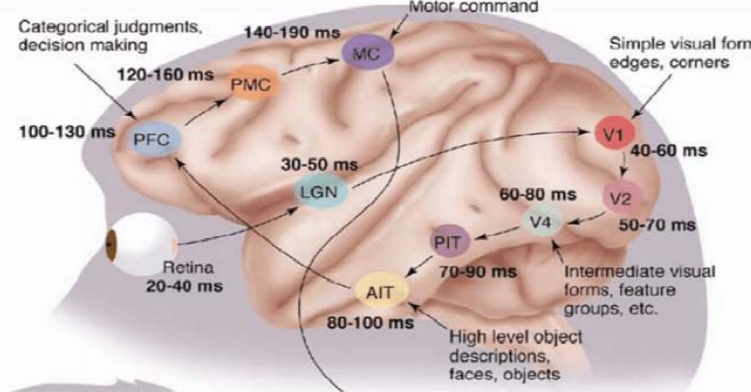 Motor command
Categorical judgments,
decision making
140-190 ms
MC
Simple visual form
edges, corners
120-160 ms
PMC
100-130 ms
PFC
30-50 ms
LGN
V1
40-60 ms
60-80 ms
V4
V2
50-70 ms
PIT
70-90 ms
Retina
20-40 ms
AIT
80-100 ms
Intermediate visual
forms, feature
groups, etc.
High level object
descriptions,
faces, objects